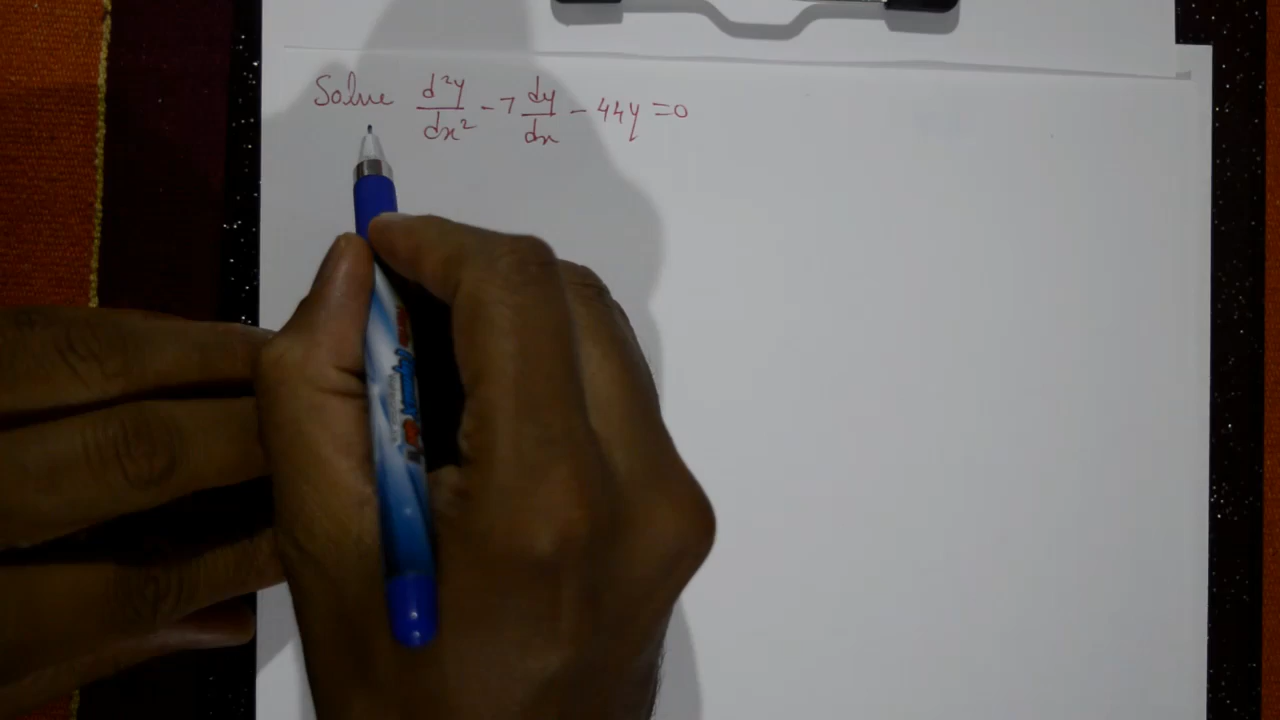 Solve d²y/dx² - 7 dy/dx - 44y = 0